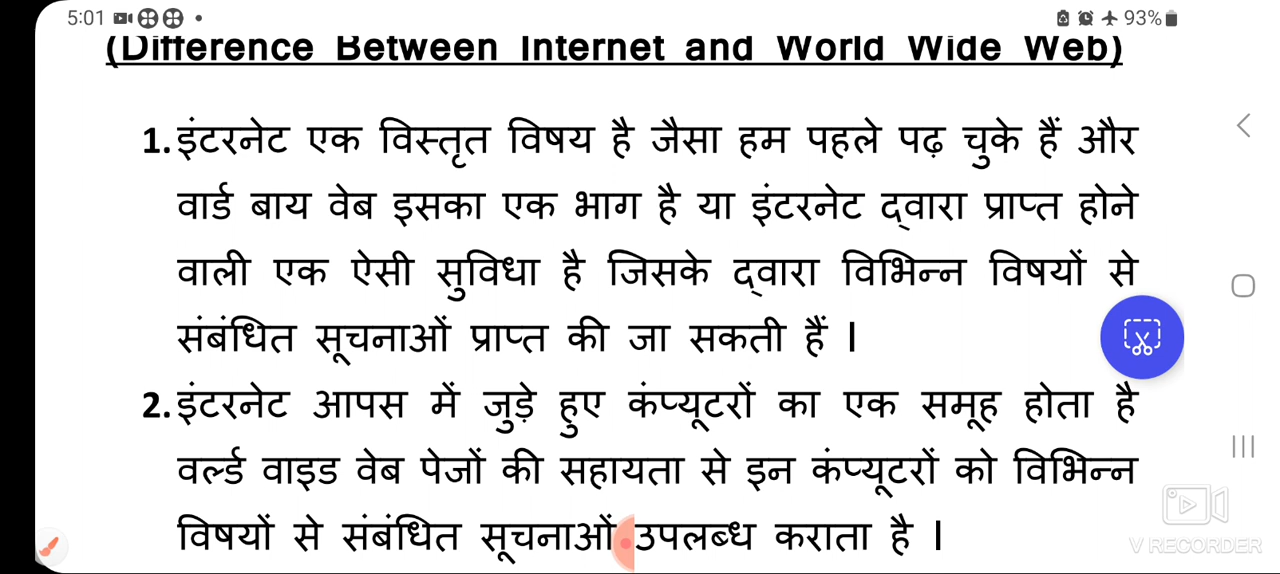 5:01
93%
(Difference Between Internet and World Wide Web)
1. इंटरनेट एक विस्तृत विषय है जैसा हम पहले पढ़ चुके हैं और
वार्ड बाय वेब इसका एक भाग है या इंटरनेट द्वारा प्राप्त होने
वाली एक ऐसी सुविधा है जिसके द्वारा विभिन्न विषयों से
संबंधित सूचनाओं प्राप्त की जा सकती हैं l
2. इंटरनेट आपस में जुड़े हुए कंप्यूटरों का एक समूह होता है
वर्ल्ड वाइड वेब पेजों की सहायता से इन कंप्यूटरों को विभिन्न
विषयों से संबंधित सूचनाओं उपलब्ध कराता है l
V RECORDER